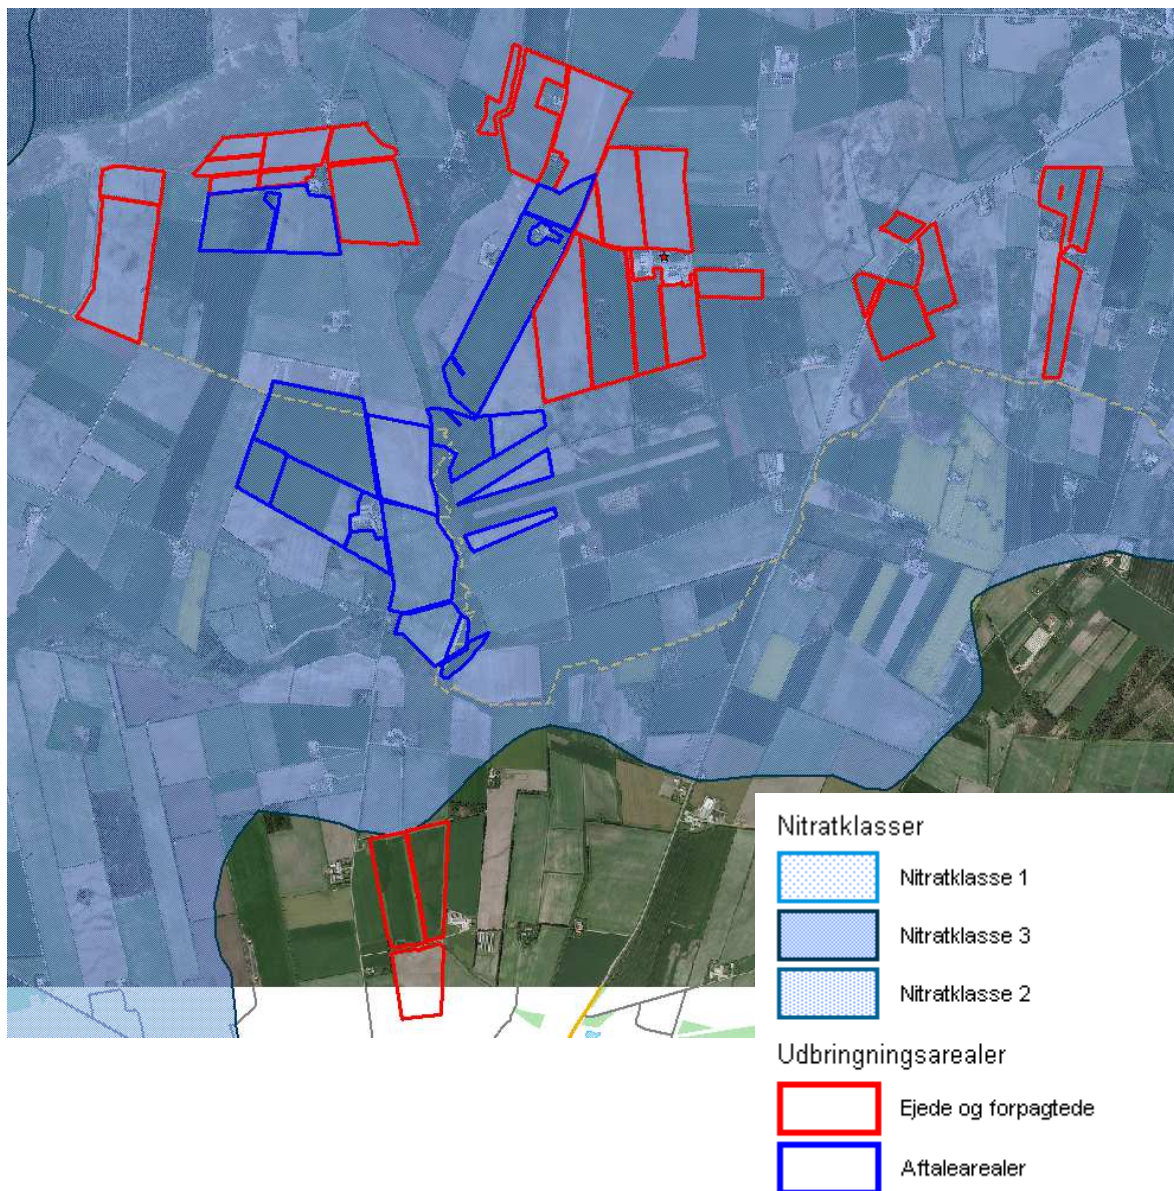 Nitratklasser
Nitratklasse 1
Nitratklasse 3
Nitratklasse 2
Udbringningsarealer
Ejede og forpagtede
Aftalearealer